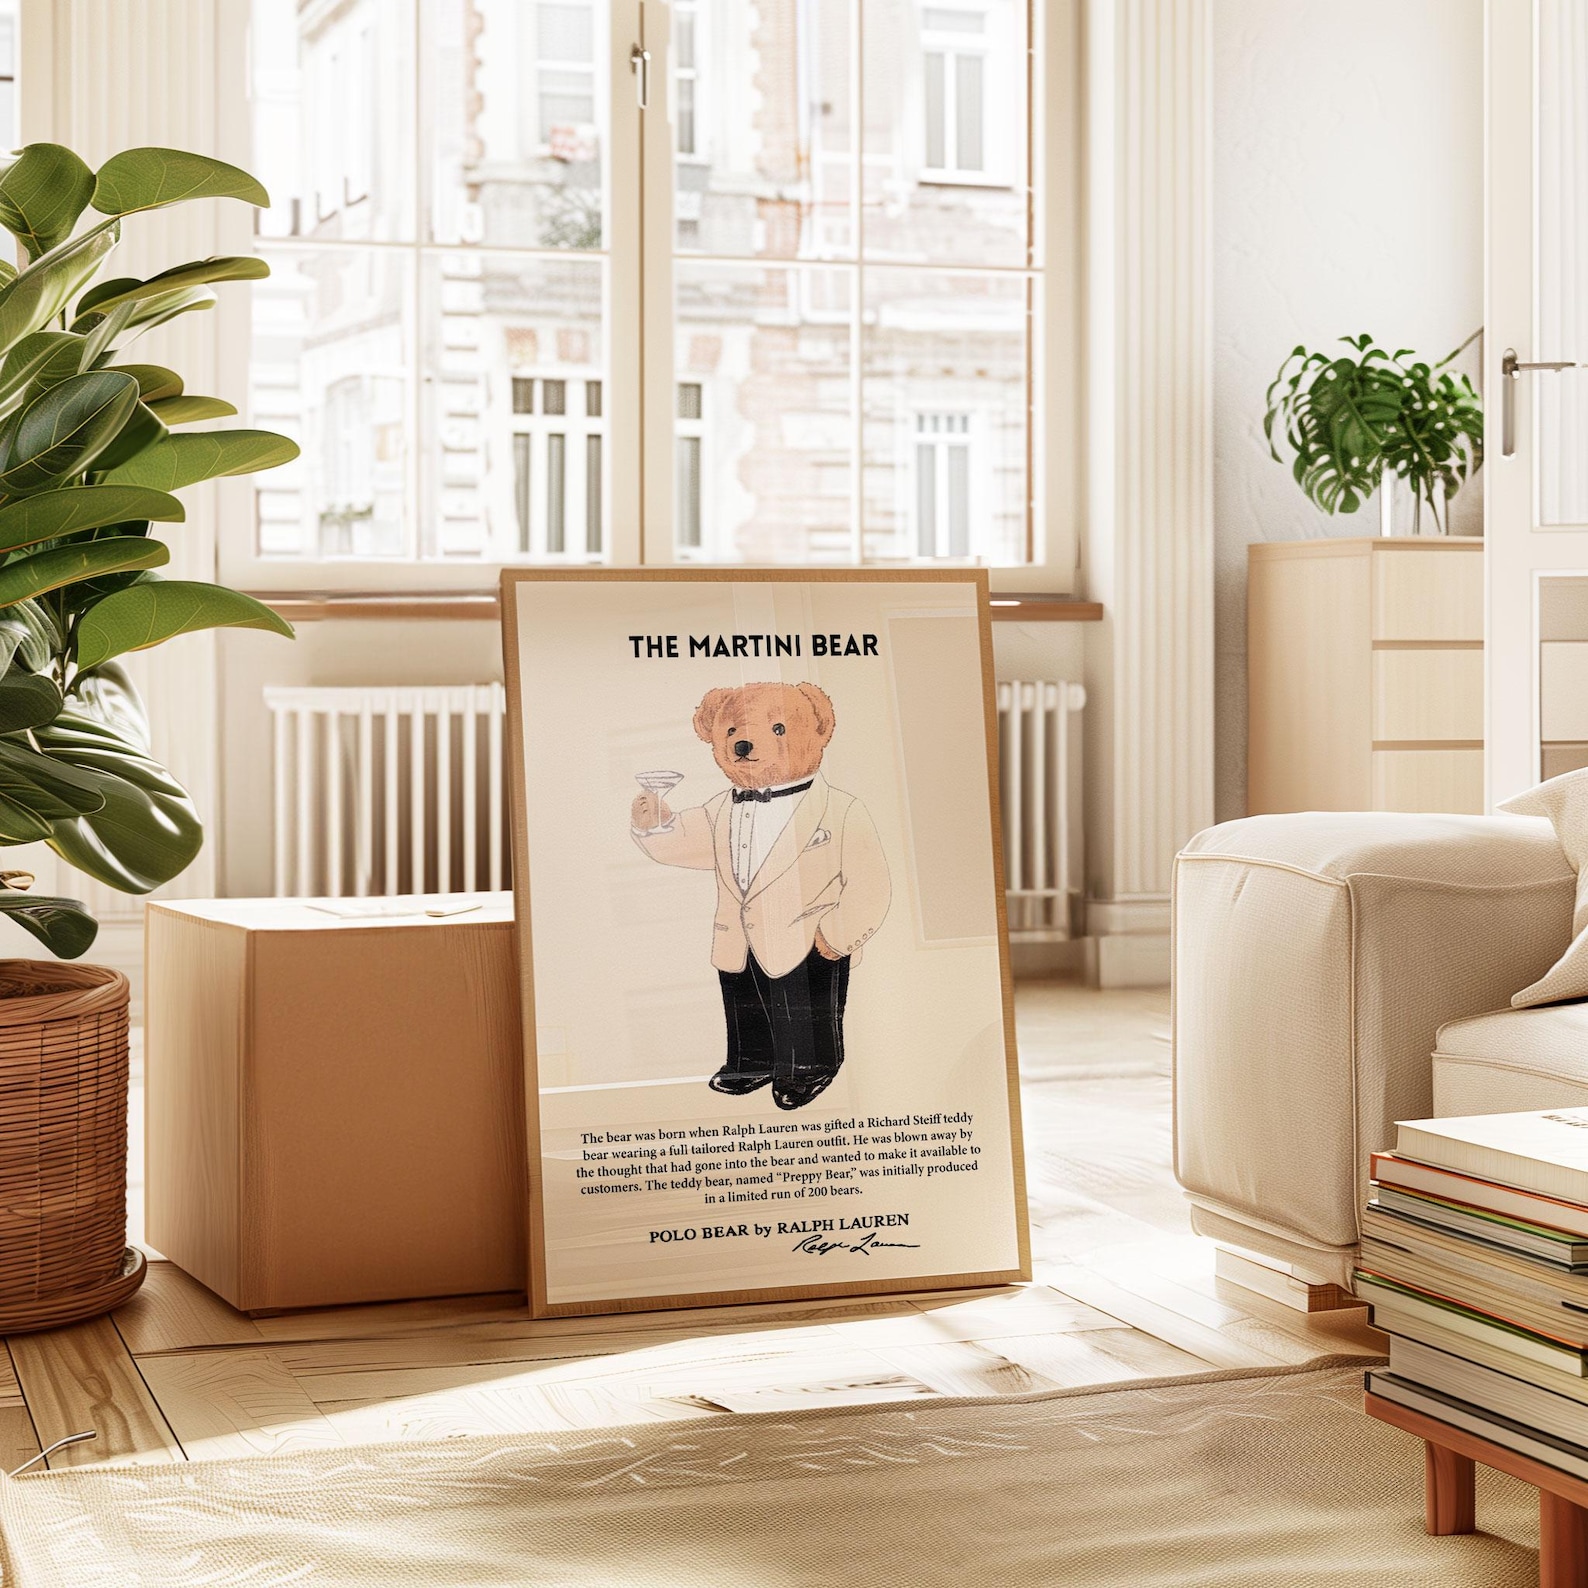 THE MARTINI BEAR
The bear was born when Ralph Lauren was gifted a Richard Steiff teddy
bear wearing a full tailored Ralph Lauren outfit. He was blown away by
the thought that had gone into the bear and wanted to make it available to
customers. The teddy bear, named “Preppy Bear,” was initially produced
in a limited run of 200 bears.
POLO BEAR by RALPH LAUREN
Ralph Lauren